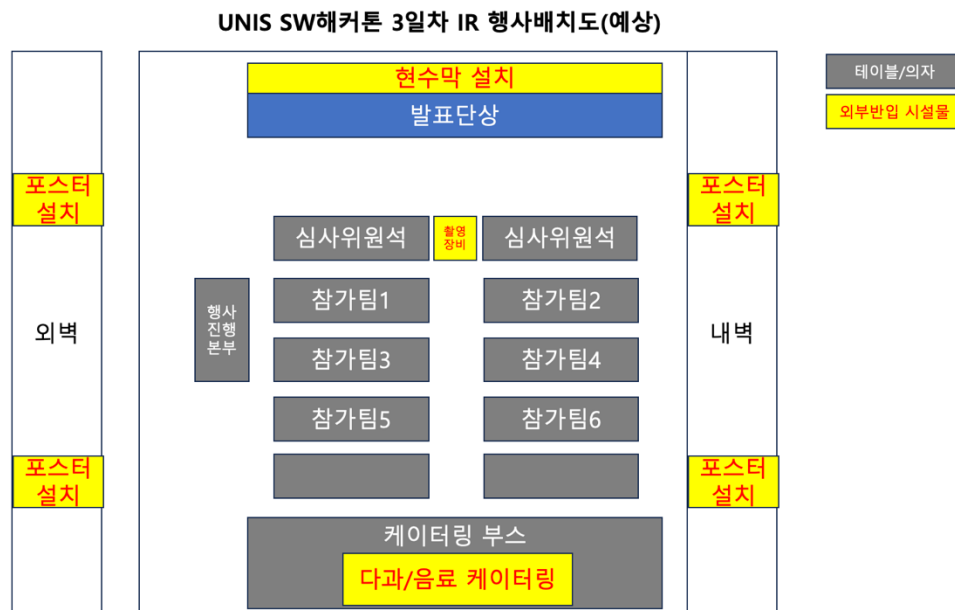 UNIS SW해커톤 3일차 IR 행사배치도(예상)
현수막 설치
발표단상
테이블/의자
외부반입 시설물
포스터
설치
포스터
설치
심사위원석
촬영
장비
심사위원석
행사
진행
본부
참가팀1
참가팀2
외벽
내벽
참가팀3
참가팀4
참가팀5
참가팀6
포스터
설치
포스터
설치
케이터링 부스
다과/음료 케이터링